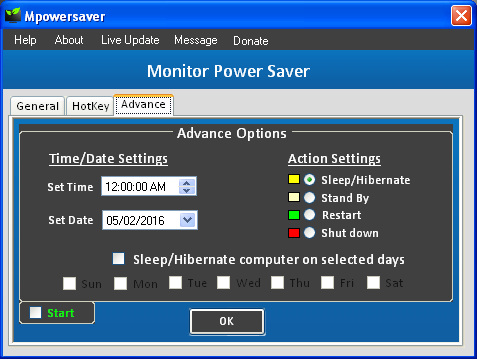 Mpowersaver
Help About Live Update Message Donate
Monitor Power Saver
General HotKey Advance
Advance Options
Time/Date Settings Action Settings
Set Time 12:00:00 AM Sleep/Hibernate
Stand By
Set Date 05/02/2016 Restart
Shut down
Sleep/Hibernate computer on selected days
Sun Mon Tue Wed Thu Fri Sat
Start
OK